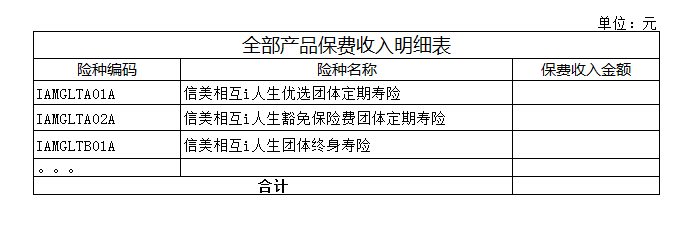 单位：元
全部产品保费收入明细表
险种编码 险种名称 保费收入金额
IAMGLTA01A 信美相互i人生优选团体定期寿险
IAMGLTA02A 信美相互i人生豁免保险费团体定期寿险
IAMGLTB01A 信美相互i人生团体终身寿险
。。。
合计